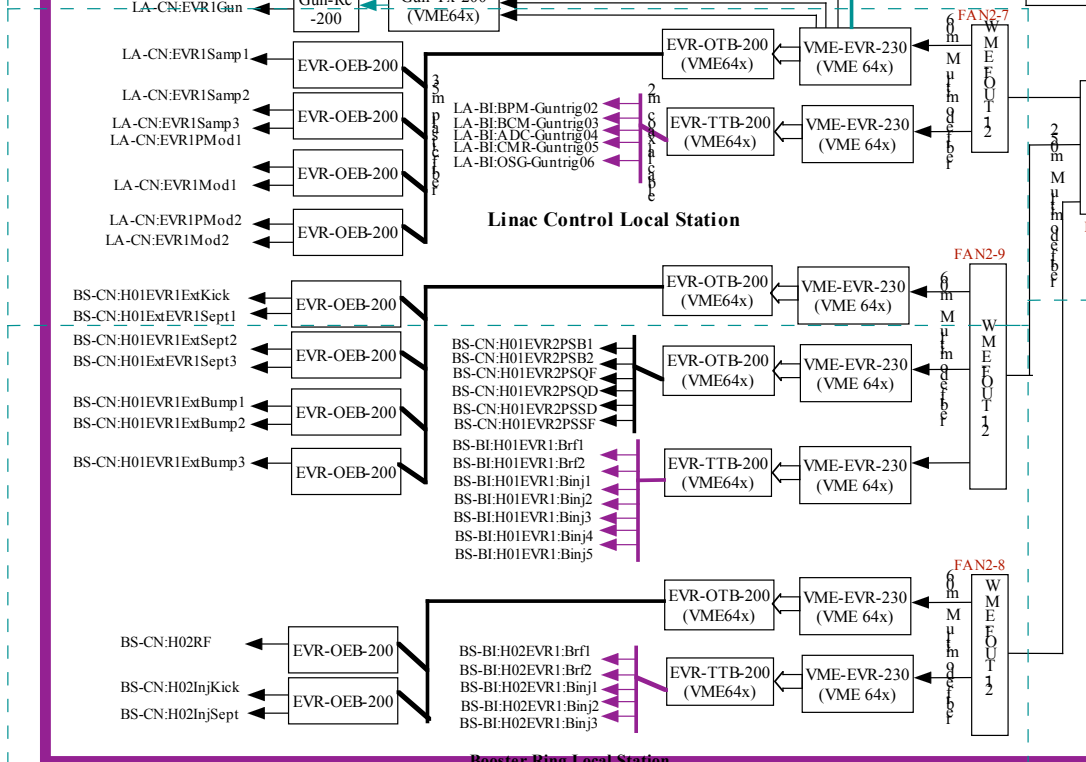 LA-CN:EVR1Gun
-200
(VME64x)
LA-CN:EVR1Samp1
EVR-OEB-200
LA-CN:EVR1Samp2
LA-CN:EVR1Samp3
LA-CN:EVR1PMod1
EVR-OEB-200
LA-CN:EVR1Mod1
EVR-OEB-200
LA-CN:EVR1PMod2
LA-CN:EVR1Mod2
EVR-OEB-200
EVR-OTB-200
(VME64x)
VME-EVR-230
(VME 64x)
FAN2-7
LA-BI:BPM-Guntrig02
LA-BI:BCM-Guntrig03
LA-BI:ADC-Guntrig04
LA-BI:CMR-Guntrig05
LA-BI:OSG-Guntrig06
EVR-TTB-200
(VME64x)
VME-EVR-230
(VME 64x)
Linac Control Local Station
BS-CN:H01EVR1ExtKick
BS-CN:H01ExtEVR1Sept1
EVR-OEB-200
BS-CN:H01EVR1ExtSept2
BS-CN:H01ExtEVR1Sept3
EVR-OEB-200
BS-CN:H01EVR1ExtBump1
BS-CN:H01EVR1ExtBump2
EVR-OEB-200
BS-CN:H01EVR1ExtBump3
EVR-OEB-200
EVR-OTB-200
(VME64x)
VME-EVR-230
(VME 64x)
FAN2-9
BS-CN:H01EVR2PSB1
BS-CN:H01EVR2PSB2
BS-CN:H01EVR2PSQF
BS-CN:H01EVR2PSQD
BS-CN:H01EVR2PSSD
BS-CN:H01EVR2PSSF
EVR-OTB-200
(VME64x)
VME-EVR-230
(VME 64x)
BS-BI:H01EVR1:Brf1
BS-BI:H01EVR1:Brf2
BS-BI:H01EVR1:Binj1
BS-BI:H01EVR1:Binj2
BS-BI:H01EVR1:Binj3
BS-BI:H01EVR1:Binj4
BS-BI:H01EVR1:Binj5
EVR-TTB-200
(VME64x)
VME-EVR-230
(VME 64x)
BS-CN:H02RF
EVR-OEB-200
BS-CN:H02InjKick
BS-CN:H02InjSept
EVR-OEB-200
EVR-OTB-200
(VME64x)
VME-EVR-230
(VME 64x)
FAN2-8
BS-BI:H02EVR1:Brf1
BS-BI:H02EVR1:Brf2
BS-BI:H02EVR1:Binj1
BS-BI:H02EVR1:Binj2
BS-BI:H02EVR1:Binj3
EVR-TTB-200
(VME64x)
VME-EVR-230
(VME 64x)
Booster Ring Local Station